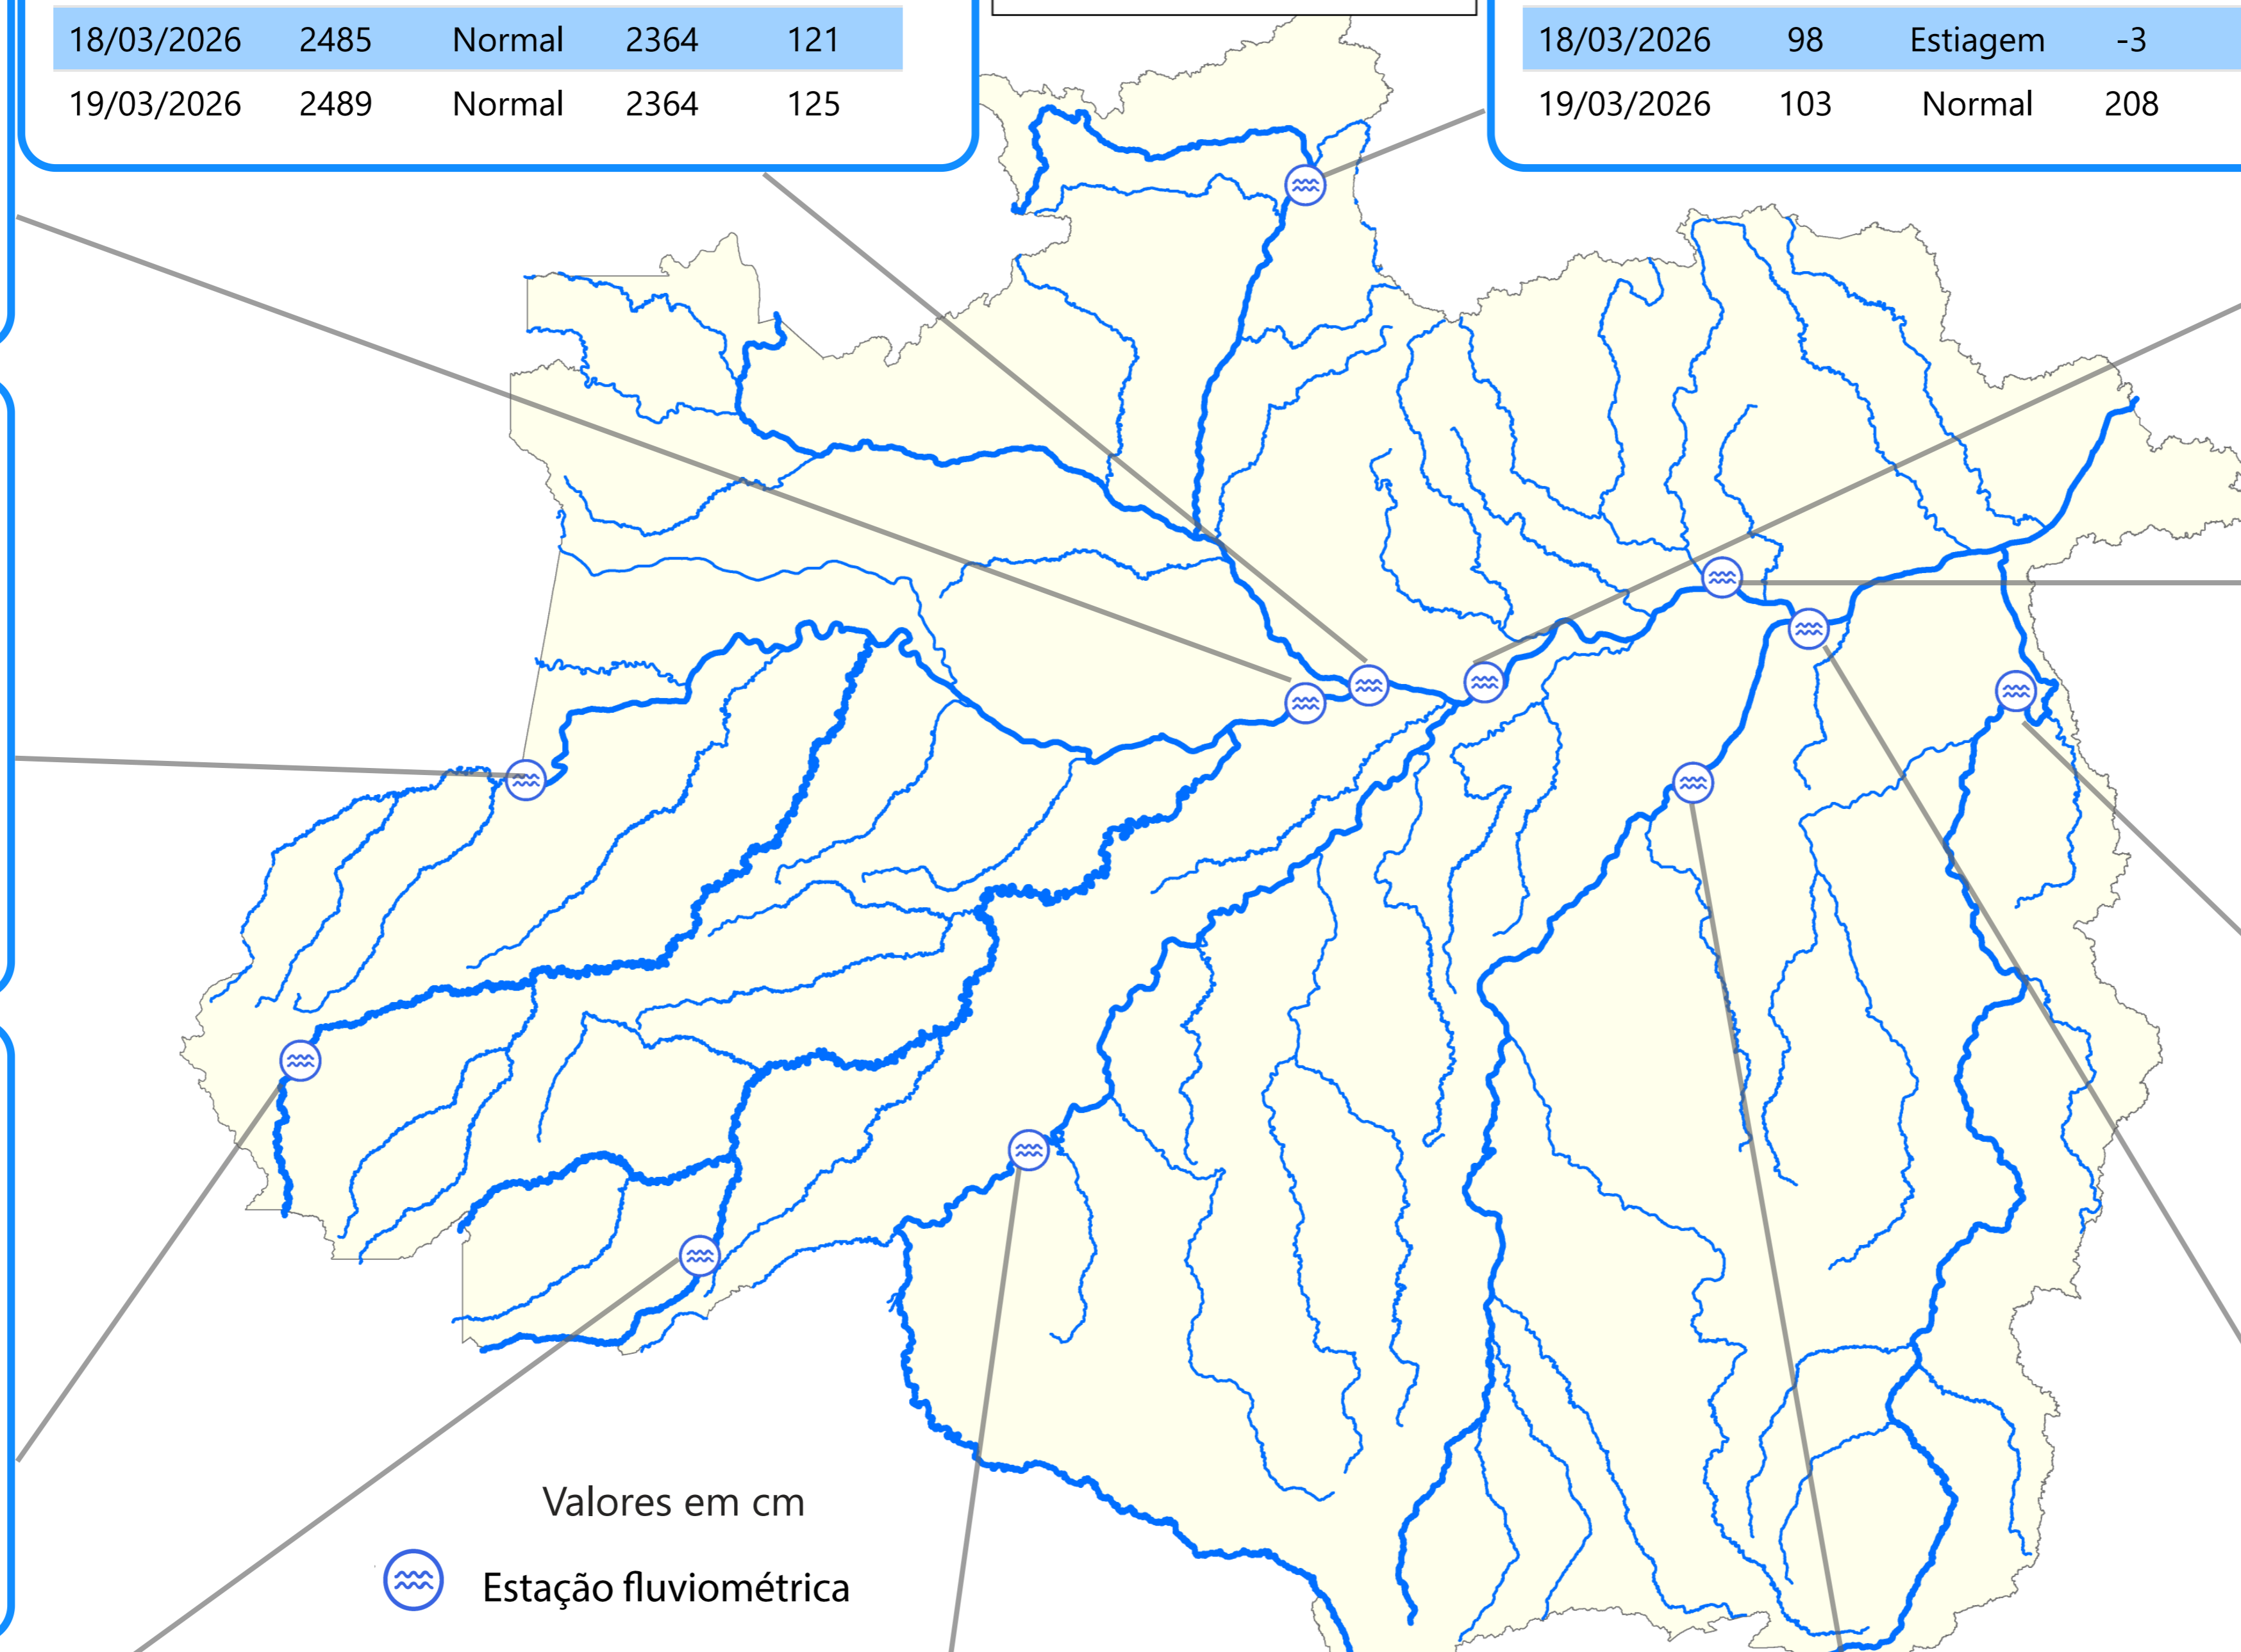 18/03/2026 2485 Normal 2364 121
19/03/2026 2489 Normal 2364 125
18/03/2026 98 Estiagem -3
19/03/2026 103 Normal 208
Valores em cm
Estação fluviométrica